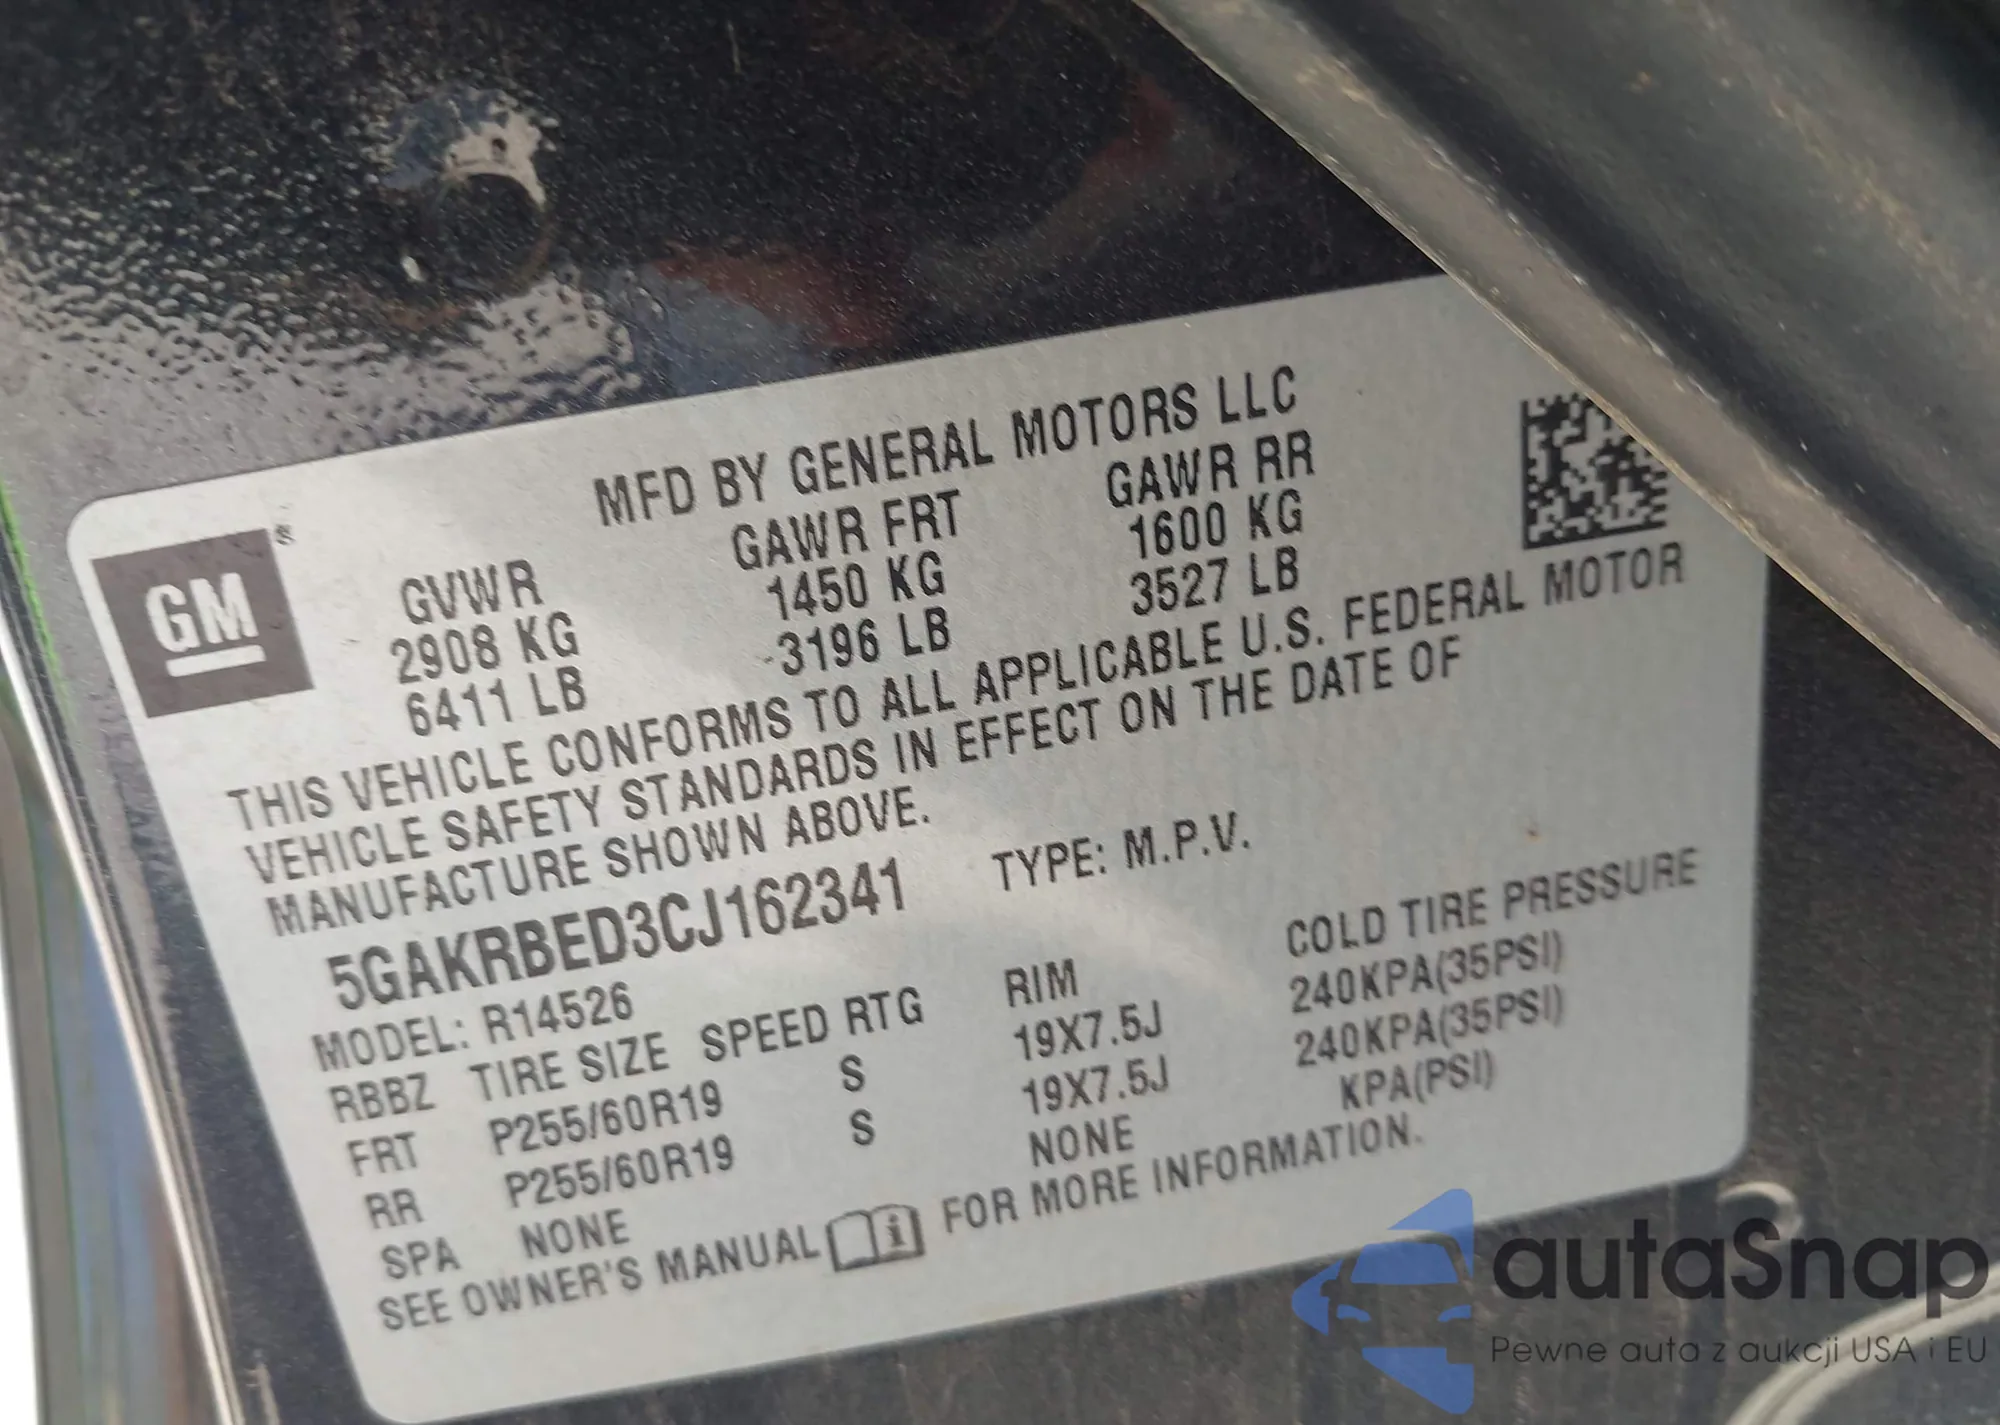 MFD BY GENERAL MOTORS LLC
GM
GVWR GAWR FRT GAWR RR
2908 KG 1450 KG 1600 KG
6411 LB 3196 LB 3527 LB
THIS VEHICLE CONFORMS TO ALL APPLICABLE U.S. FEDERAL MOTOR
VEHICLE SAFETY STANDARDS IN EFFECT ON THE DATE OF
MANUFACTURE SHOWN ABOVE.
5GAKRBED3CJ162341 TYPE: M.P.V.
MODEL: R14526
RBBZ TIRE SIZE SPEED RTG RIM COLD TIRE PRESSURE
FRT P255/60R19 S 19X7.5J 240KPA(35PSI)
RR P255/60R19 S 19X7.5J 240KPA(35PSI)
SPA NONE NONE KPA(PSI)
SEE OWNER'S MANUAL FOR MORE INFORMATION.
autaSnap
Pewne auta z aukcji USA i EU